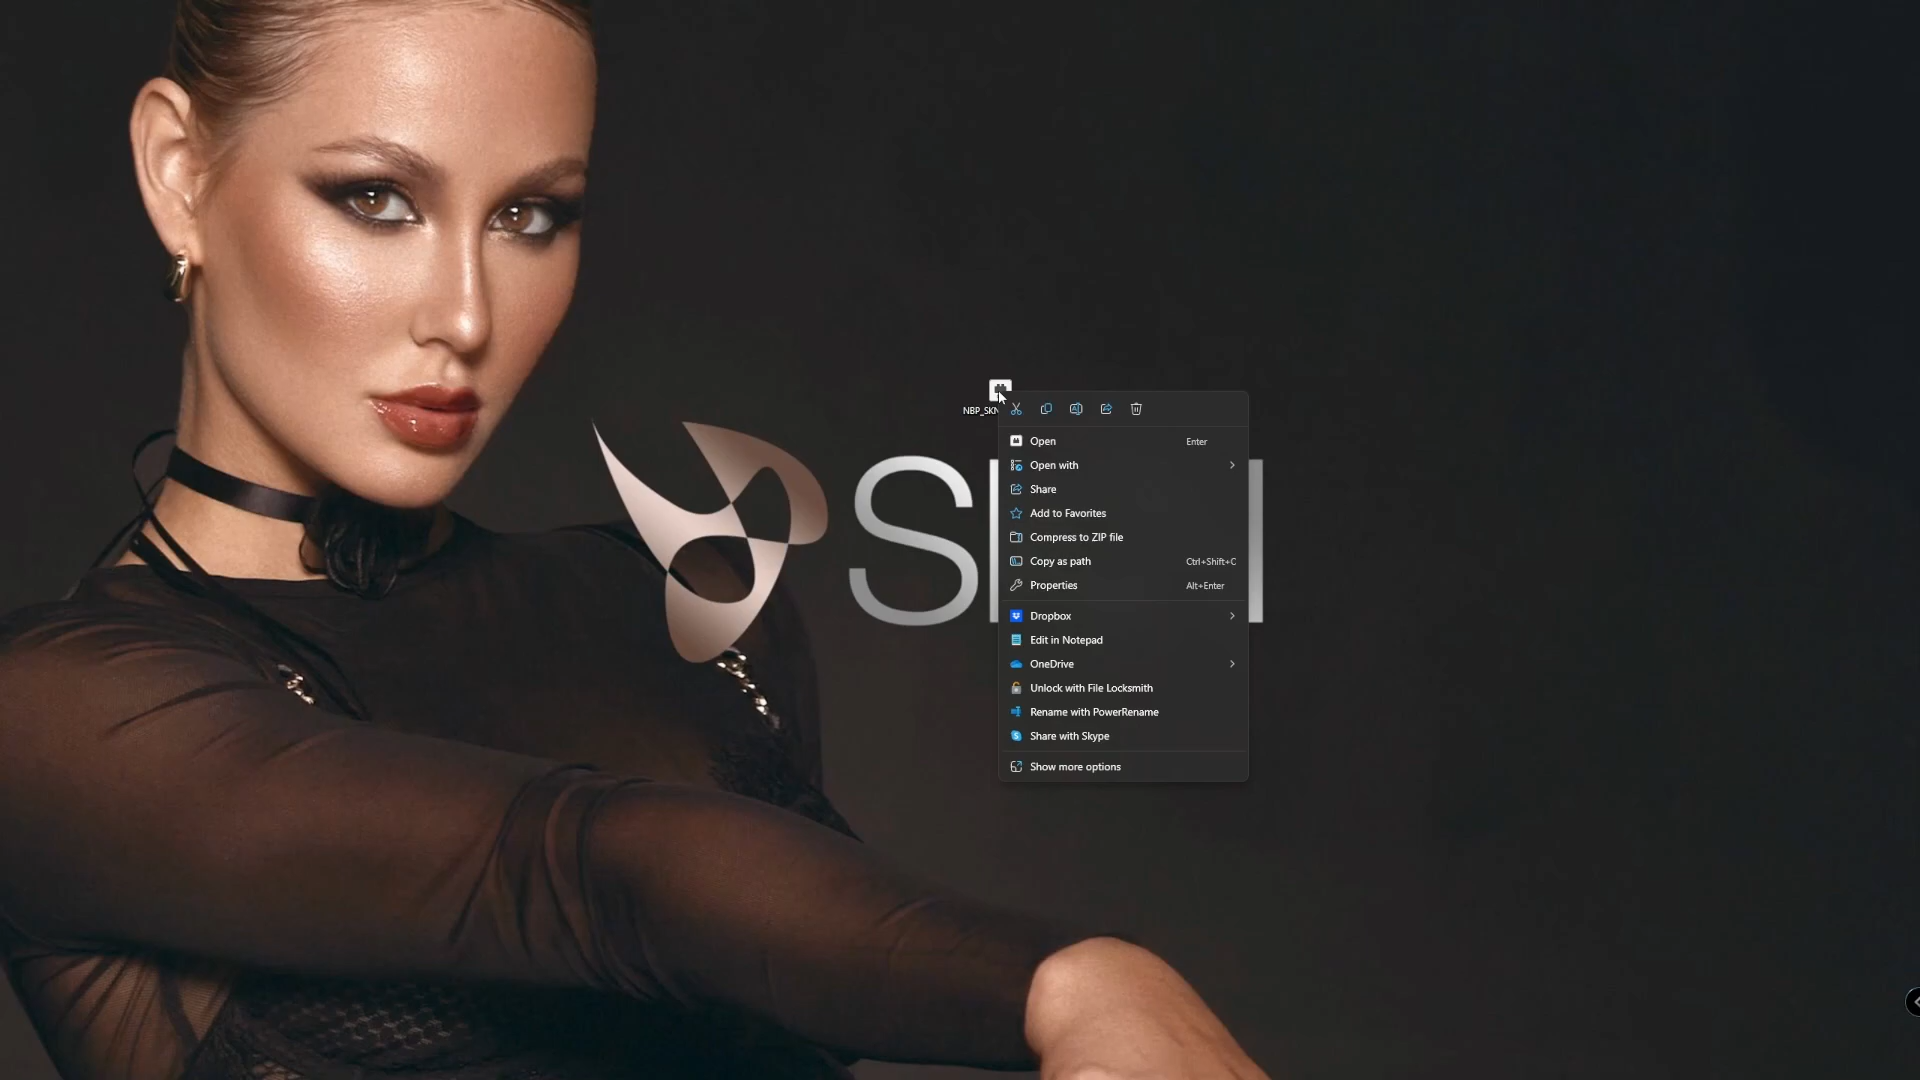 NBP_SKN
Open Enter
Open with
Share
Add to Favorites
Compress to ZIP file
Copy as path Ctrl+Shift+C
Properties Alt+Enter
Dropbox
Edit in Notepad
OneDrive
Unlock with File Locksmith
Rename with PowerRename
Share with Skype
Show more options